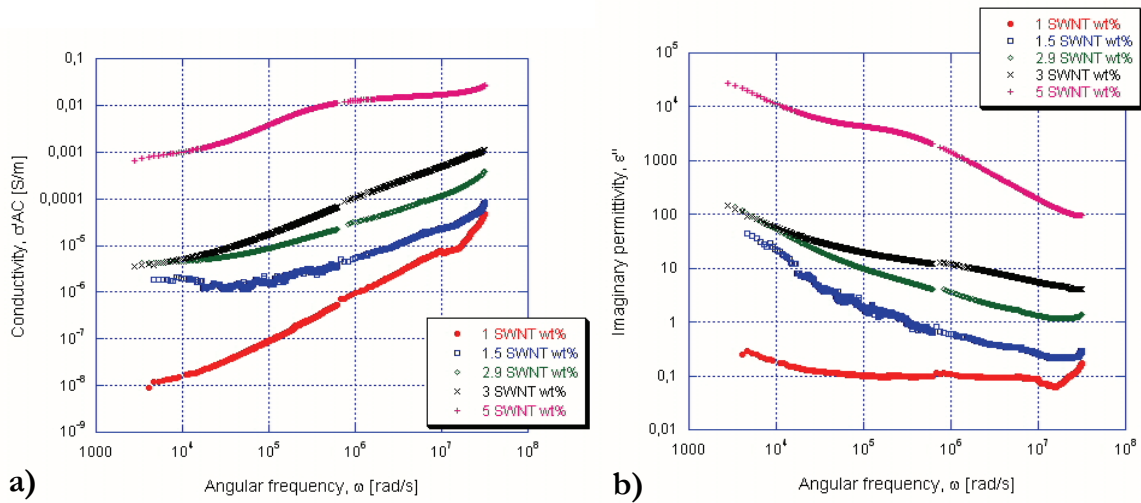 a)
Conductivity, σ'AC [S/m]
0,1
0,01
0,001
0,0001
10⁻⁵
10⁻⁶
10⁻⁷
10⁻⁸
10⁻⁹
1000 10⁴ 10⁵ 10⁶ 10⁷ 10⁸
Angular frequency, ω [rad/s]
1 SWNT wt%
1.5 SWNT wt%
2.9 SWNT wt%
3 SWNT wt%
5 SWNT wt%
b)
Imaginary permittivity, ε''
10⁵
10⁴
1000
100
10
1
0,1
0,01
1000 10⁴ 10⁵ 10⁶ 10⁷ 10⁸
Angular frequency, ω [rad/s]
1 SWNT wt%
1.5 SWNT wt%
2.9 SWNT wt%
3 SWNT wt%
5 SWNT wt%